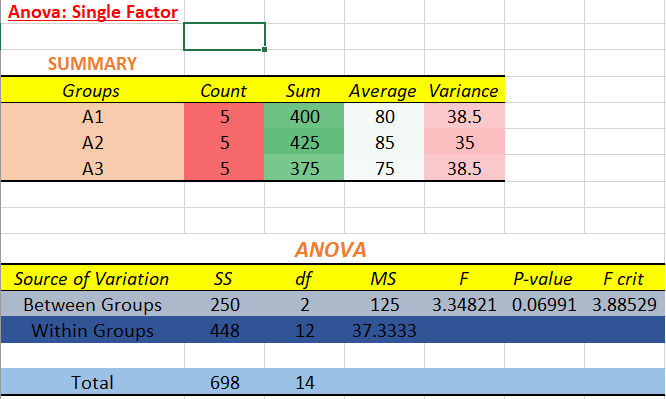 Anova: Single Factor
SUMMARY
Groups Count Sum Average Variance
A1 5 400 80 38.5
A2 5 425 85 35
A3 5 375 75 38.5
ANOVA
Source of Variation SS df MS F P-value F crit
Between Groups 250 2 125 3.34821 0.06991 3.88529
Within Groups 448 12 37.3333
Total 698 14